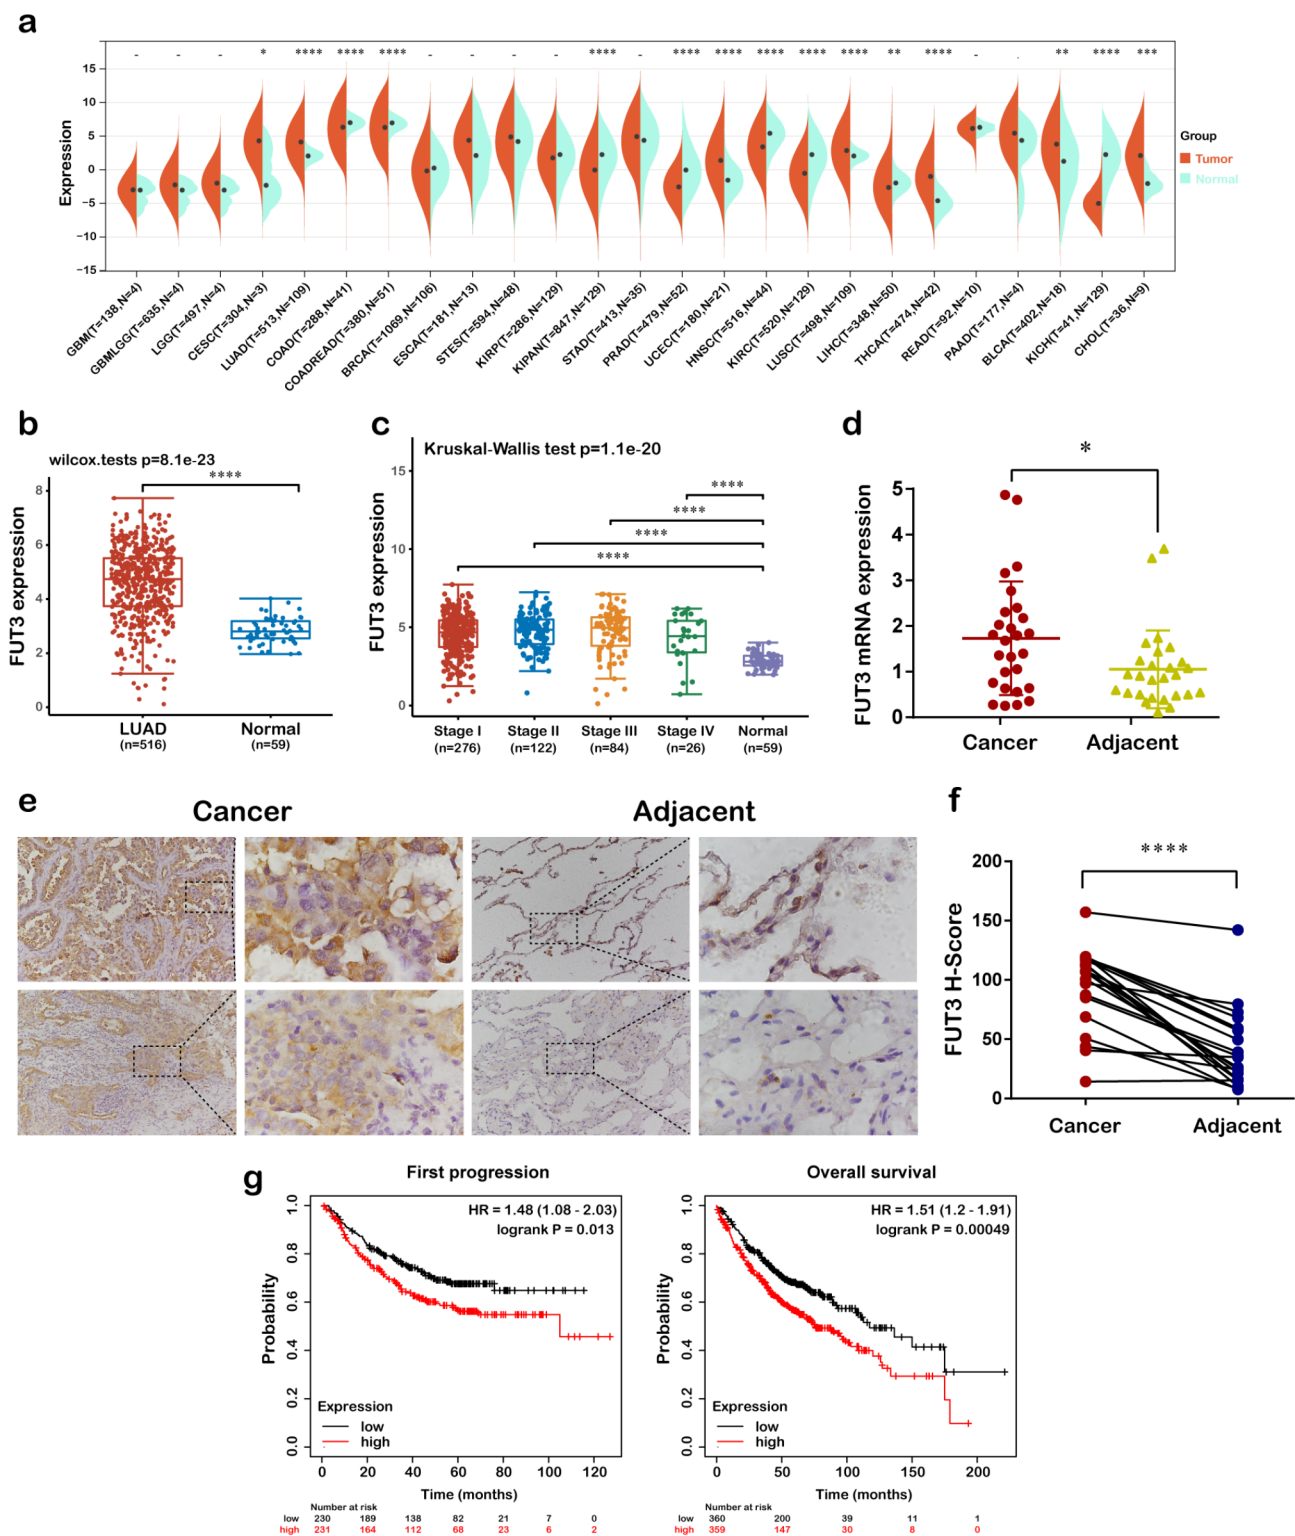 a
- - - * **** **** **** - - - - **** - **** **** **** **** **** ** **** - . ** **** ***
Expression
15
10
5
0
−5
−10
−15
Group
Tumor
Normal
GBM(T=138,N=4)
GBMLGG(T=635,N=4)
LGG(T=497,N=4)
CESC(T=304,N=3)
LUAD(T=513,N=109)
COAD(T=288,N=41)
COADREAD(T=380,N=51)
BRCA(T=1069,N=106)
ESCA(T=181,N=13)
STES(T=594,N=48)
KIRP(T=286,N=129)
KIPAN(T=847,N=129)
STAD(T=413,N=35)
PRAD(T=479,N=52)
UCEC(T=180,N=21)
HNSC(T=516,N=44)
KIRC(T=520,N=129)
LUSC(T=498,N=109)
LIHC(T=348,N=50)
THCA(T=474,N=42)
READ(T=92,N=10)
PAAD(T=177,N=4)
BLCA(T=402,N=18)
KICH(T=41,N=129)
CHOL(T=36,N=9)
b
wilcox.tests p=8.1e-23
****
FUT3 expression
8
6
4
2
0
LUAD
(n=516)
Normal
(n=59)
c
Kruskal-Wallis test p=1.1e-20
****
****
****
****
FUT3 expression
15
10
5
0
Stage I
(n=276)
Stage II
(n=122)
Stage III
(n=84)
Stage IV
(n=26)
Normal
(n=59)
d
*
FUT3 mRNA expression
5
4
3
2
1
0
Cancer
Adjacent
e
Cancer
Adjacent
f
****
FUT3 H-Score
200
150
100
50
0
Cancer
Adjacent
g
First progression
HR = 1.48 (1.08 - 2.03)
logrank P = 0.013
Probability
1.0
0.8
0.6
0.4
0.2
0.0
Expression
low
high
0 20 40 60 80 100 120
Time (months)
Number at risk
low 230 189 138 82 21 7 0
high 231 164 112 68 23 6 2
Overall survival
HR = 1.51 (1.2 - 1.91)
logrank P = 0.00049
Probability
1.0
0.8
0.6
0.4
0.2
0.0
Expression
low
high
0 50 100 150 200
Time (months)
Number at risk
low 360 200 39 11 1
high 359 147 30 8 0